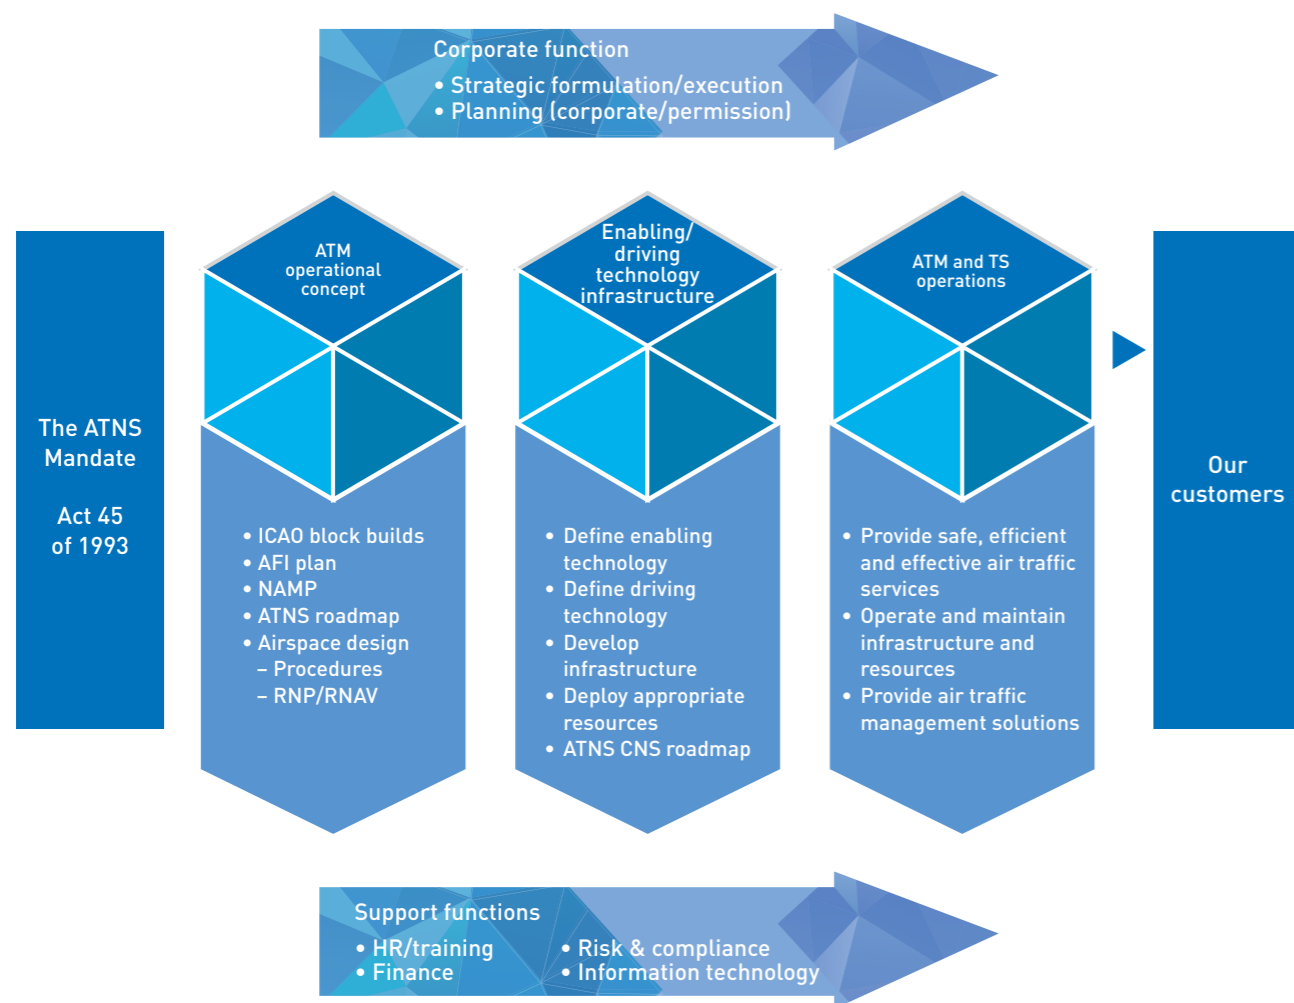 Corporate function
• Strategic formulation/execution
• Planning (corporate/permission)
The ATNS
Mandate
Act 45
of 1993
ATM
operational
concept
• ICAO block builds
• AFI plan
• NAMP
• ATNS roadmap
• Airspace design
– Procedures
– RNP/RNAV
Enabling/
driving
technology
infrastructure
• Define enabling
technology
• Define driving
technology
• Develop
infrastructure
• Deploy appropriate
resources
• ATNS CNS roadmap
ATM and TS
operations
• Provide safe, efficient
and effective air traffic
services
• Operate and maintain
infrastructure and
resources
• Provide air traffic
management solutions
Our
customers
Support functions
• HR/training • Risk & compliance
• Finance • Information technology